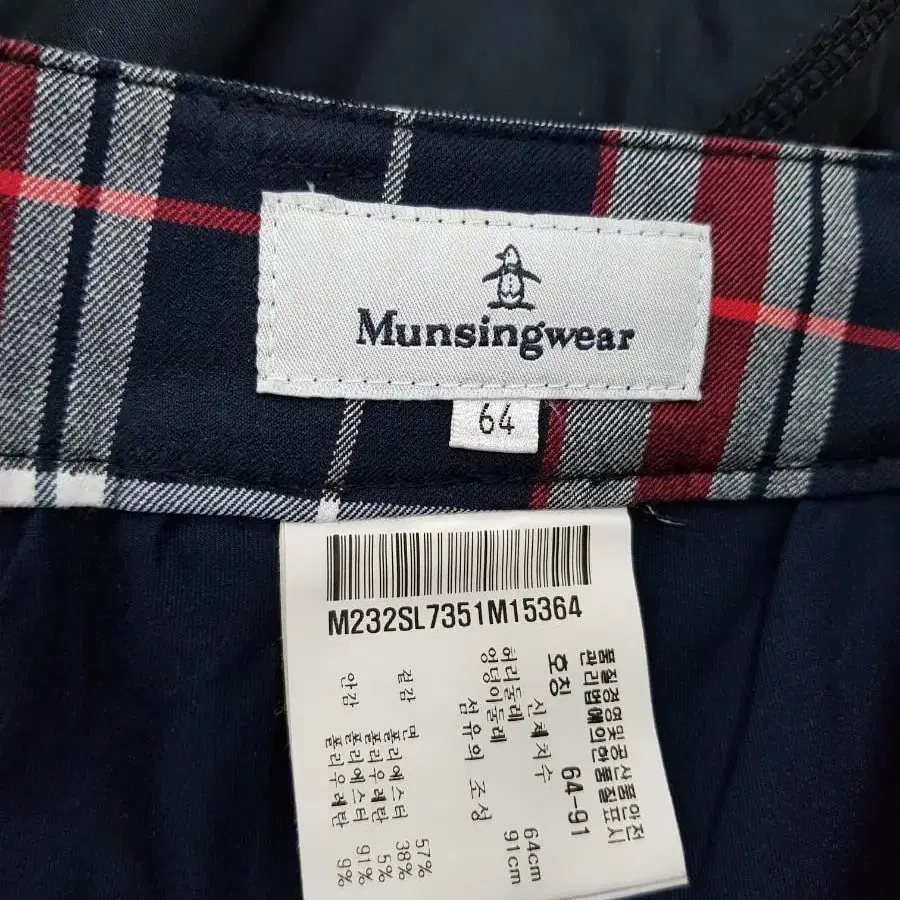 Munsingwear
64
M232SL7351M15364
품질경영및공산품안전
관리법에의한품질표시
호칭 64-91
신체치수
허리둘레 64cm
엉덩이둘레 91cm
섬유의 조성
겉감 면 57%
폴리에스터 38%
폴리우레탄 5%
안감 폴리에스터 91%
폴리우레탄 9%